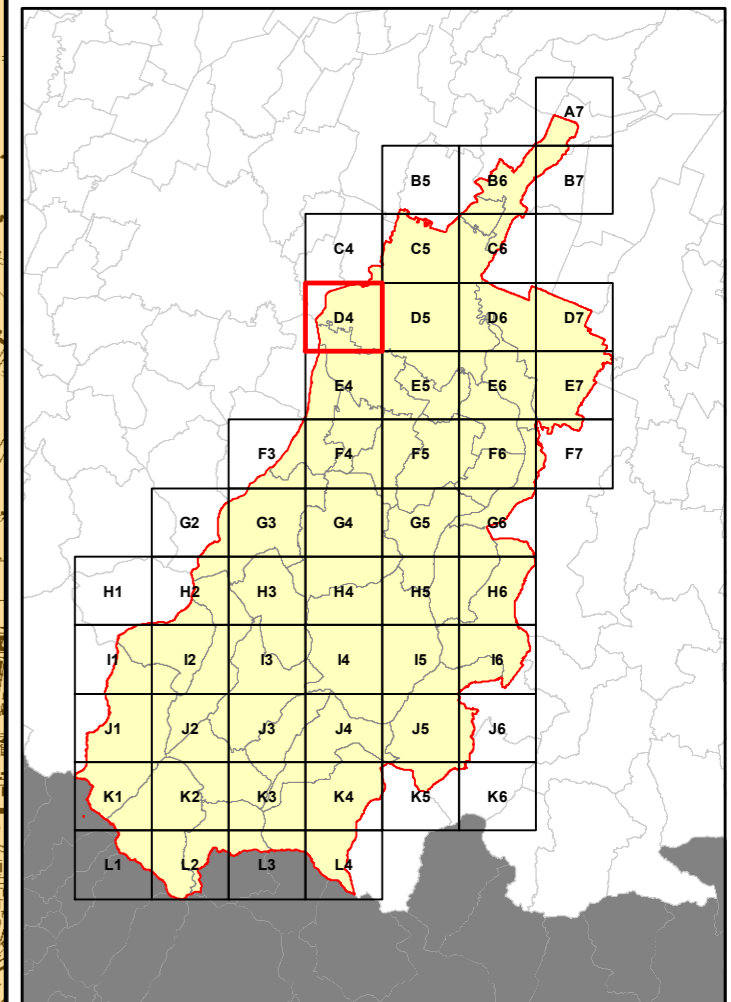 A7
B5 B6 B7
C4 C5 C6
D4 D5 D6 D7
E4 E5 E6 E7
F3 F4 F5 F6 F7
G2 G3 G4 G5 G6
H1 H2 H3 H4 H5 H6
I1 I2 I3 I4 I5 I6
J1 J2 J3 J4 J5 J6
K1 K2 K3 K4 K5 K6
L1 L2 L3 L4